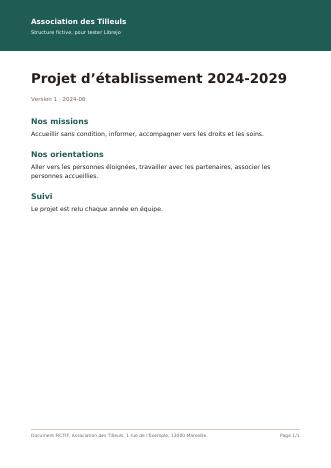 Association des Tilleuls
Structure fictive, pour tester Librejo
Projet d’établissement 2024-2029
Version 1 - 2024-06
Nos missions
Accueillir sans condition, informer, accompagner vers les droits et les soins.
Nos orientations
Aller vers les personnes éloignées, travailler avec les partenaires, associer les
personnes accueillies.
Suivi
Le projet est relu chaque année en équipe.
Document FICTIF, Association des Tilleuls, 1 rue de l'Exemple, 13000 Marseille.
Page 1/1